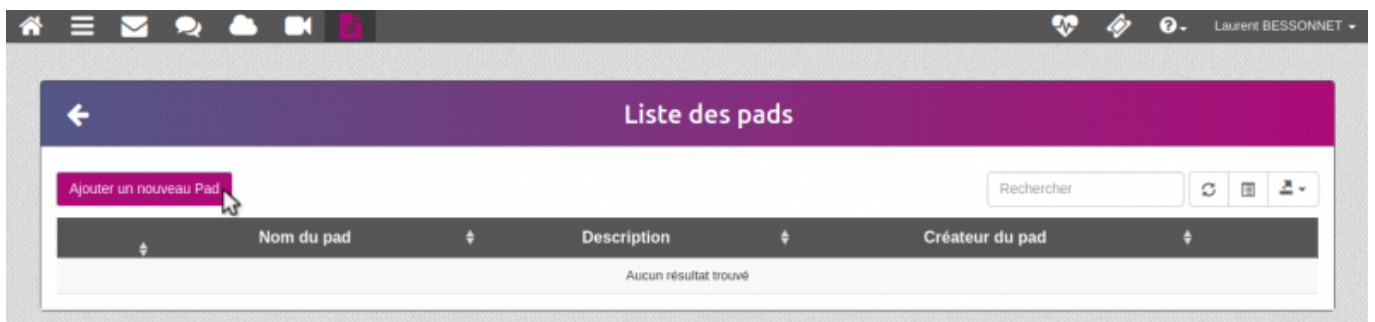 Laurent BESSONNET
Liste des pads
Ajouter un nouveau Pad
Rechercher
Nom du pad Description Créateur du pad
Aucun résultat trouvé